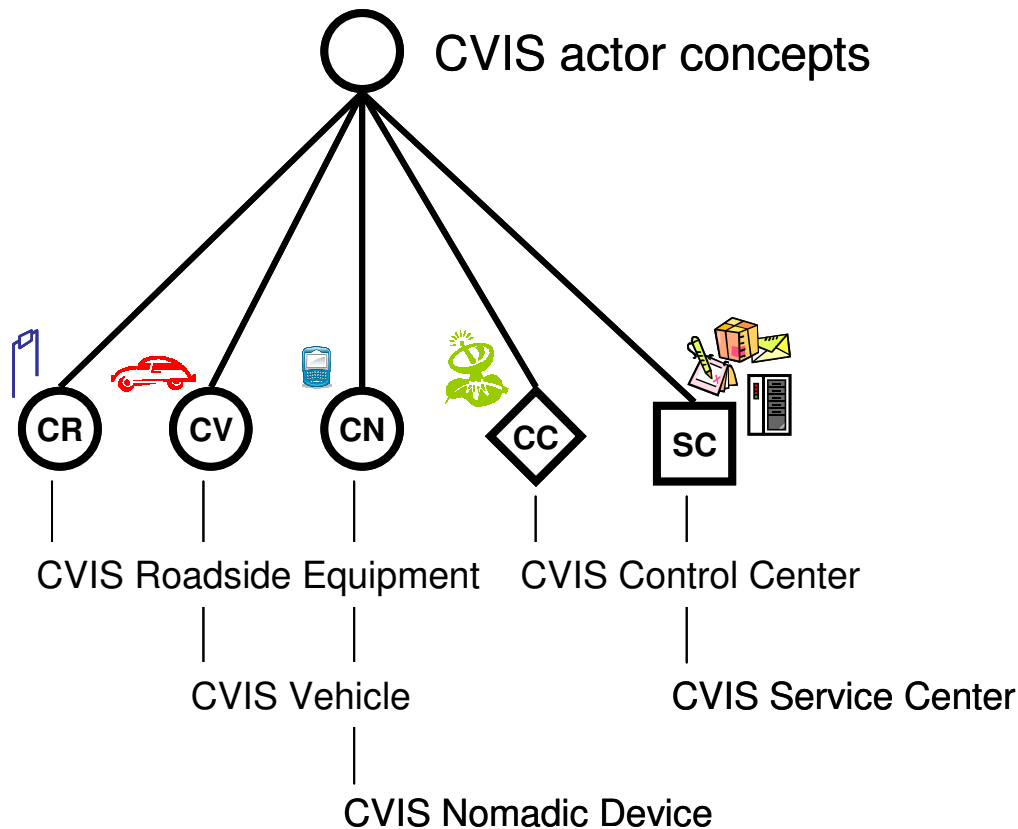 CVIS actor concepts
CR
CV
CN
CC
SC
CVIS Roadside Equipment
CVIS Control Center
CVIS Vehicle
CVIS Service Center
CVIS Nomadic Device